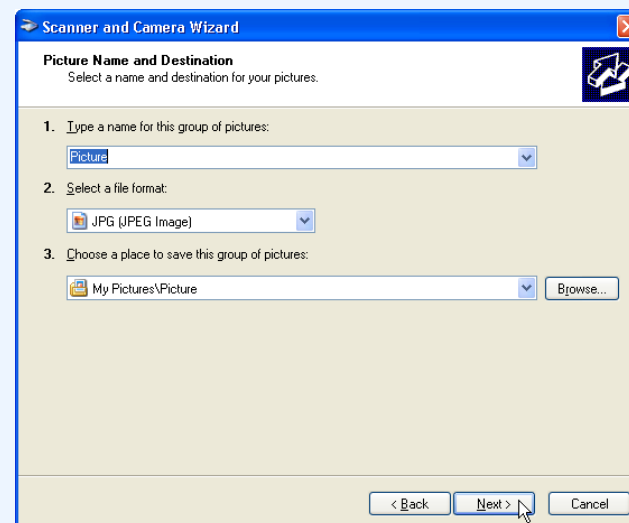 Scanner and Camera Wizard
Picture Name and Destination
Select a name and destination for your pictures.
1. Type a name for this group of pictures:
Picture
2. Select a file format:
JPG (JPEG Image)
3. Choose a place to save this group of pictures:
My Pictures\Picture
Browse...
< Back
Next >
Cancel